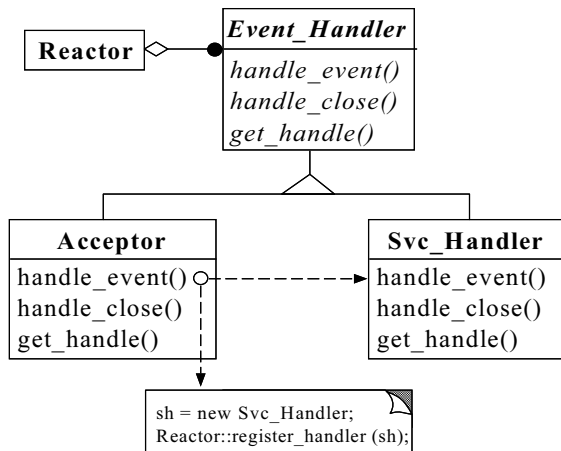 Reactor
Event_Handler
handle_event()
handle_close()
get_handle()
Acceptor
handle_event()
handle_close()
get_handle()
Svc_Handler
handle_event()
handle_close()
get_handle()
sh = new Svc_Handler;
Reactor::register_handler (sh);